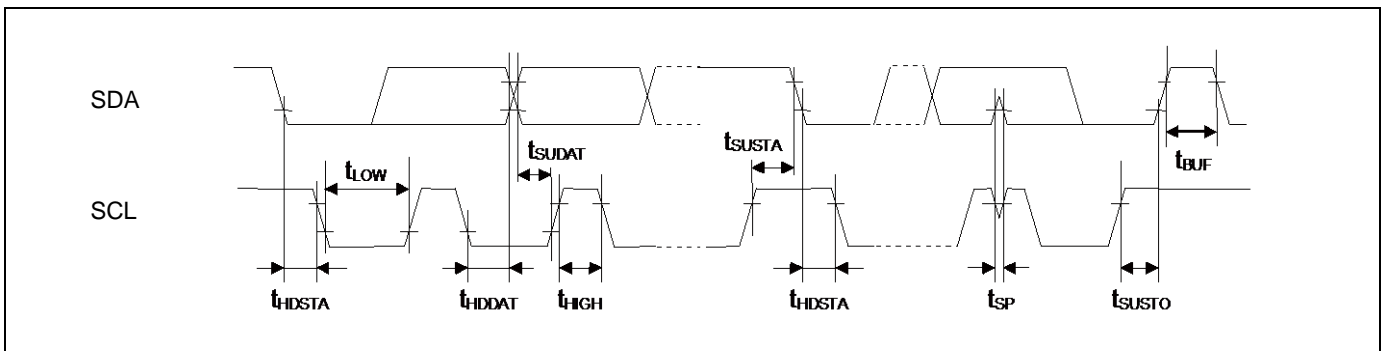 SDA
tSUDAT
tSUSTA
tBUF
tLOW
SCL
tHDSTA
tHDDAT
tHIGH
tHDSTA
tSP
tSUSTO